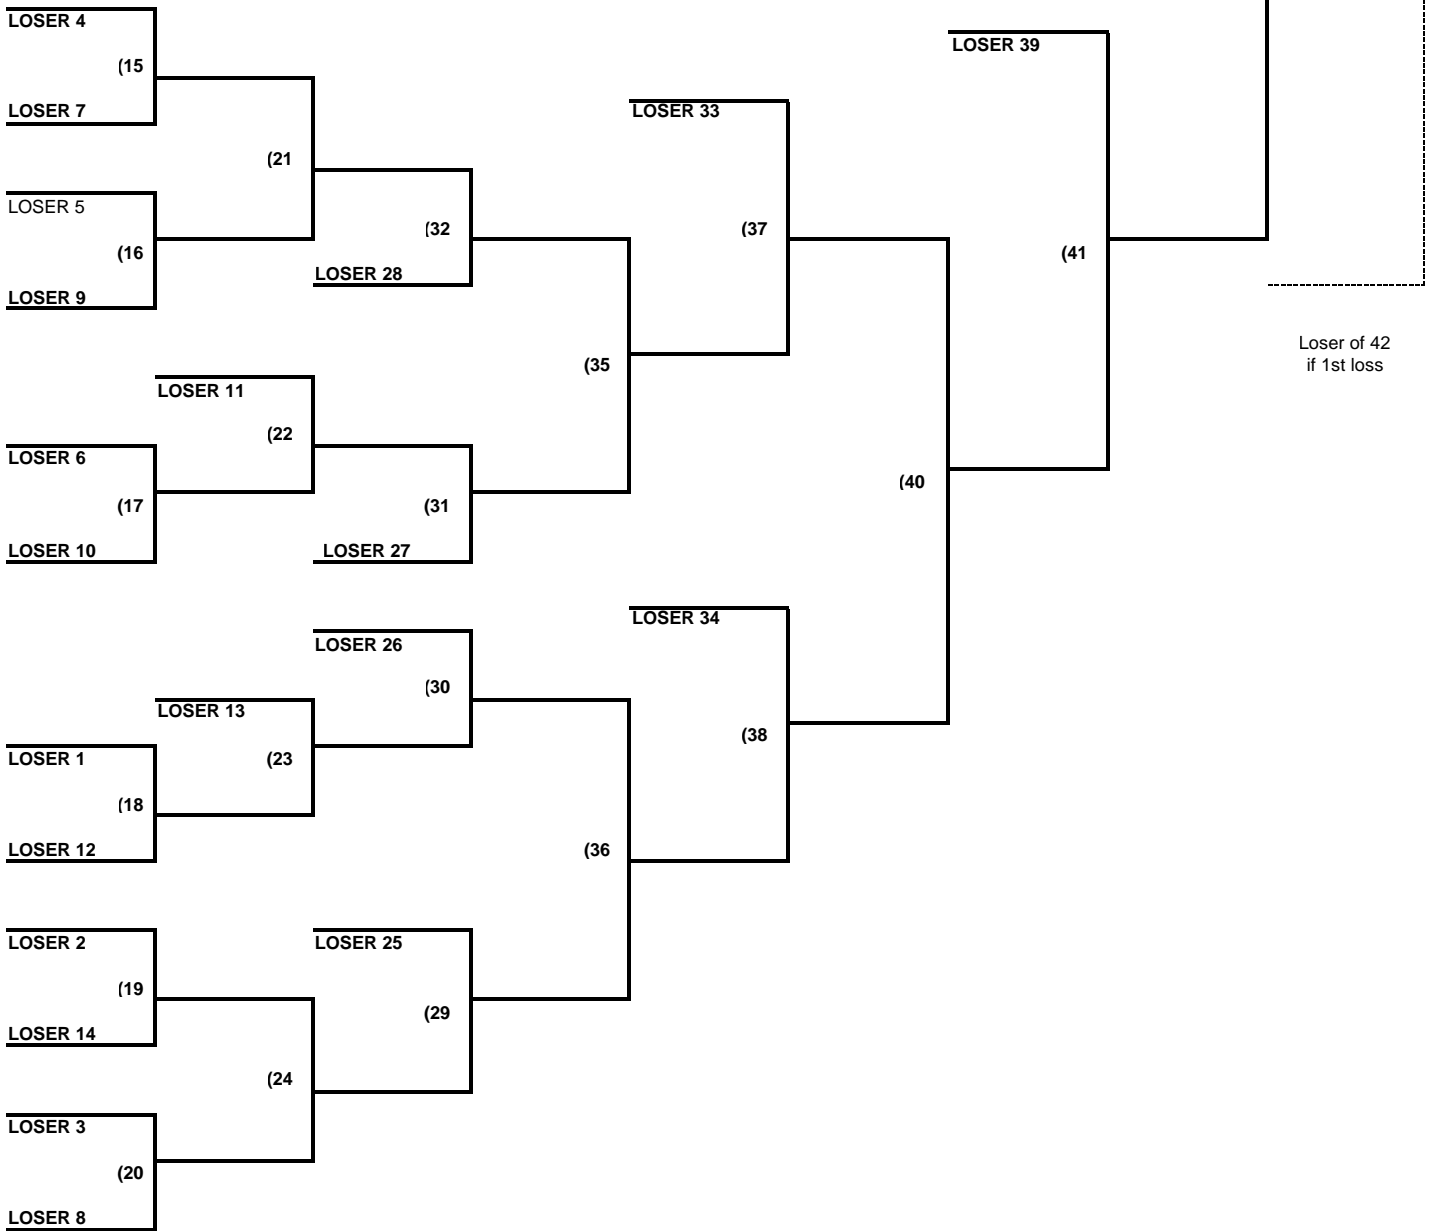 LOSER 4
LOSER 39
(15
LOSER 7
LOSER 33
(21
LOSER 5
(32
(37
(16
(41
LOSER 28
LOSER 9
Loser of 42
if 1st loss
(35
LOSER 11
(22
LOSER 6
(40
(17
(31
LOSER 10
LOSER 27
LOSER 34
LOSER 26
(30
LOSER 13
(38
LOSER 1
(23
(18
LOSER 12
(36
LOSER 2
LOSER 25
(19
(29
LOSER 14
(24
LOSER 3
(20
LOSER 8